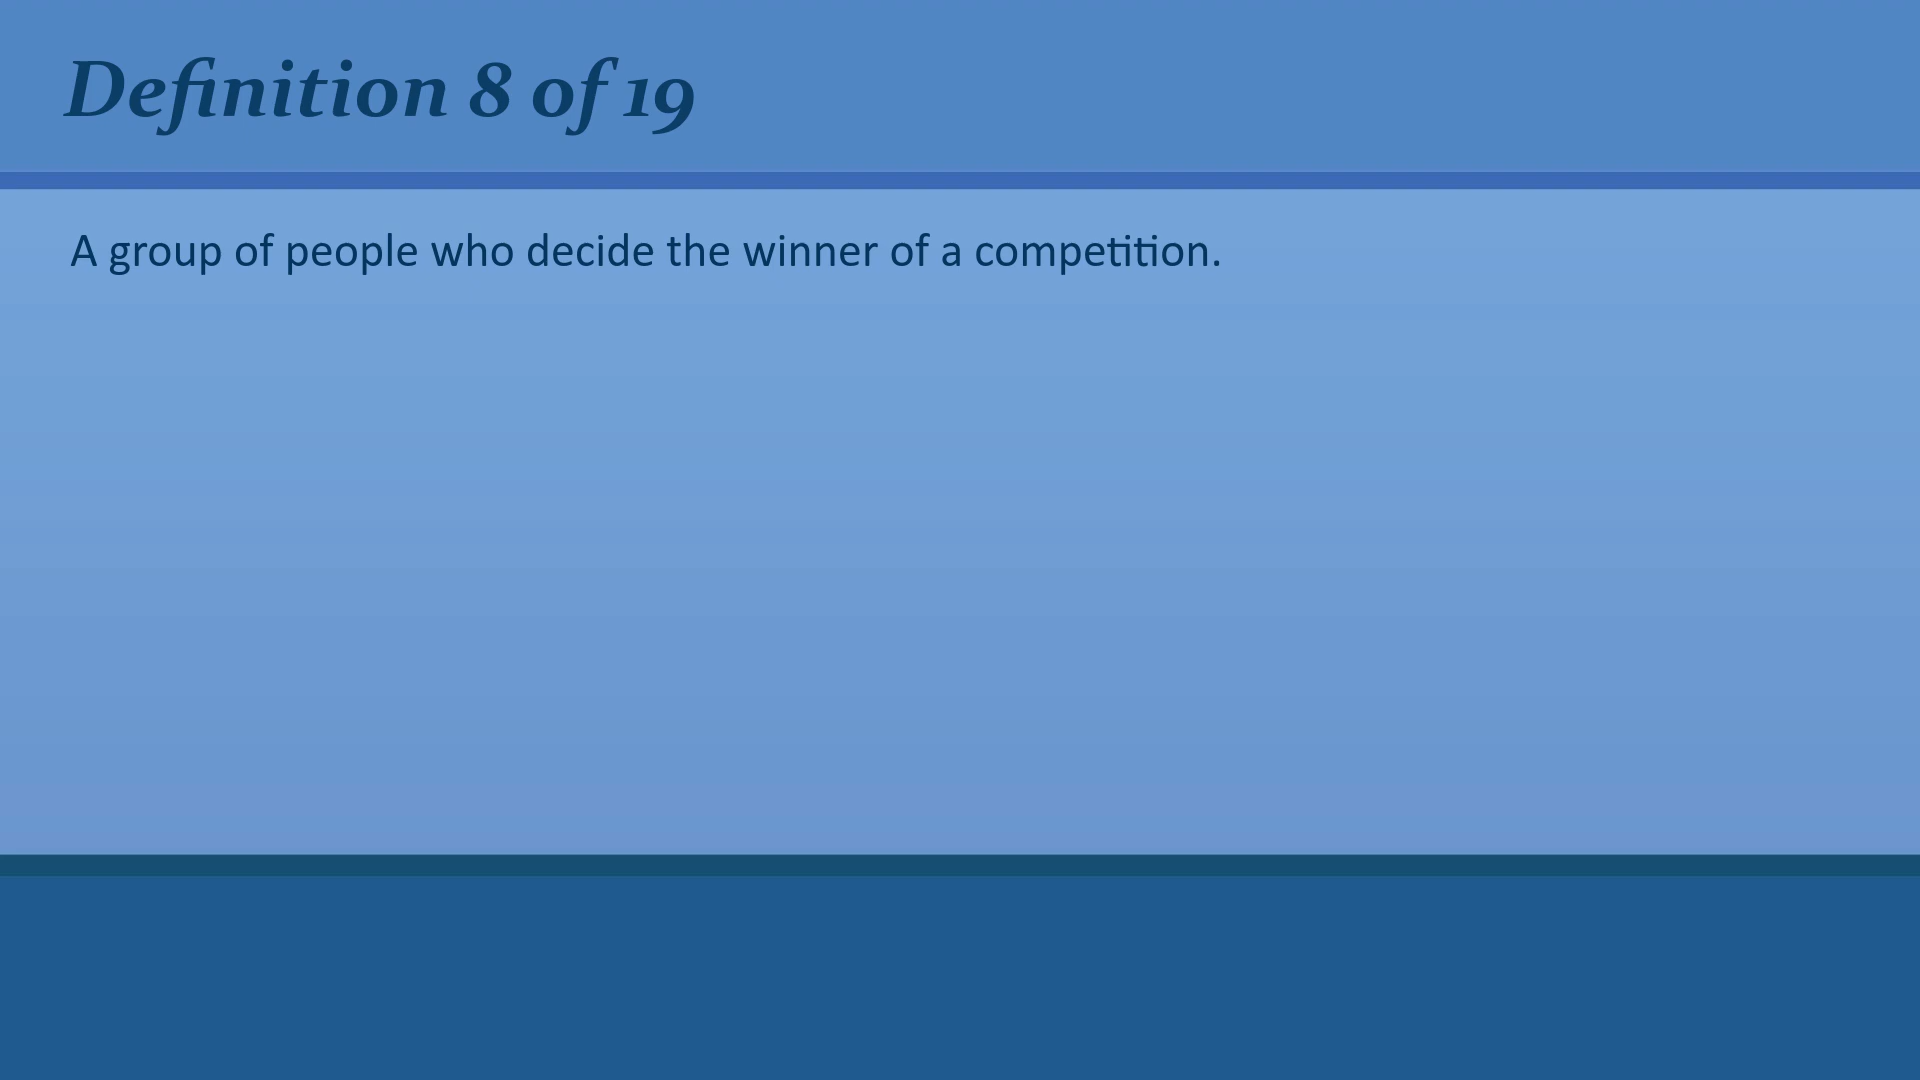 Definition 8 of 19
A group of people who decide the winner of a competition.